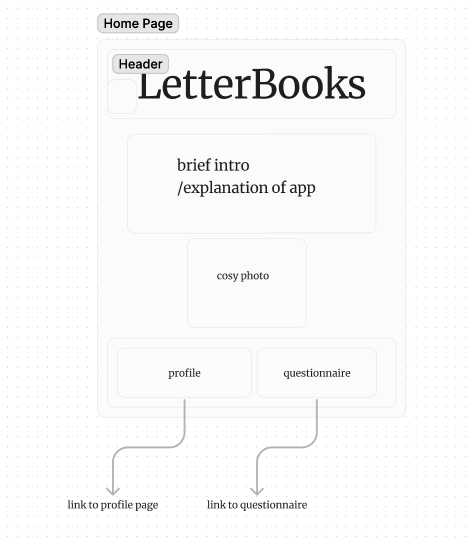 Home Page
Header
LetterBooks
brief intro
/explanation of app
cosy photo
profile
questionnaire
link to profile page
link to questionnaire